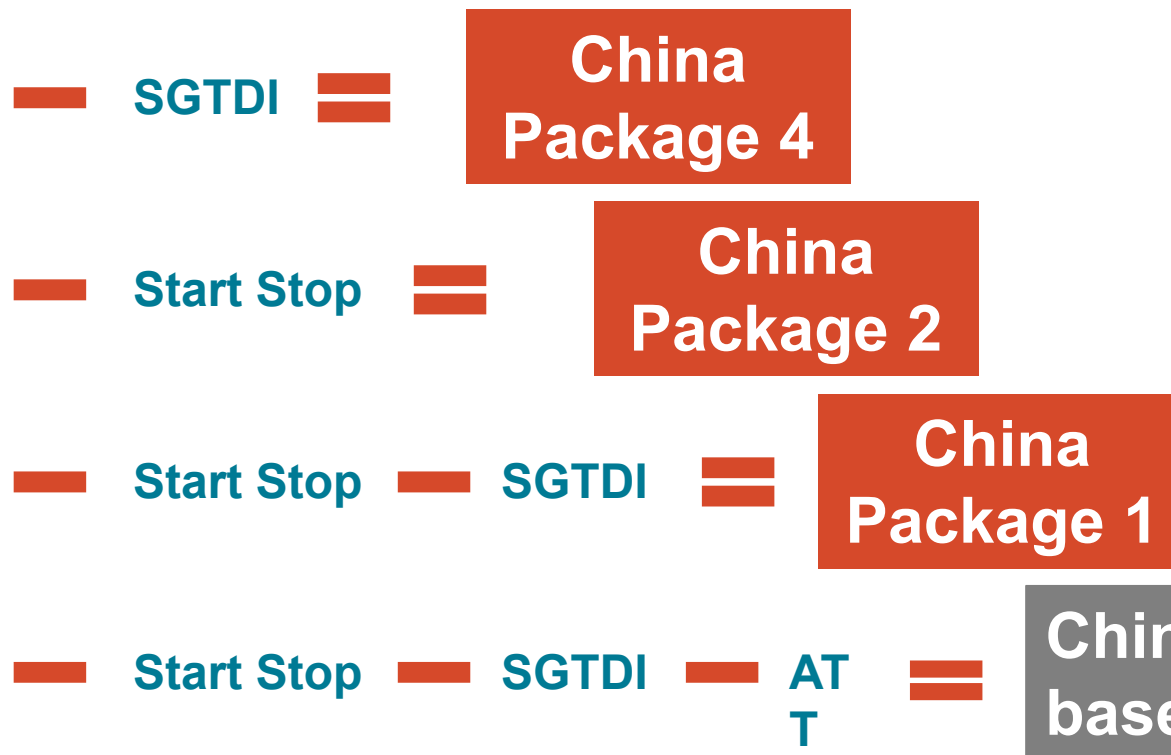 SGTDI
China
Package 4
Start Stop
China
Package 2
Start Stop SGTDI
China
Package 1
Start Stop SGTDI AT
T